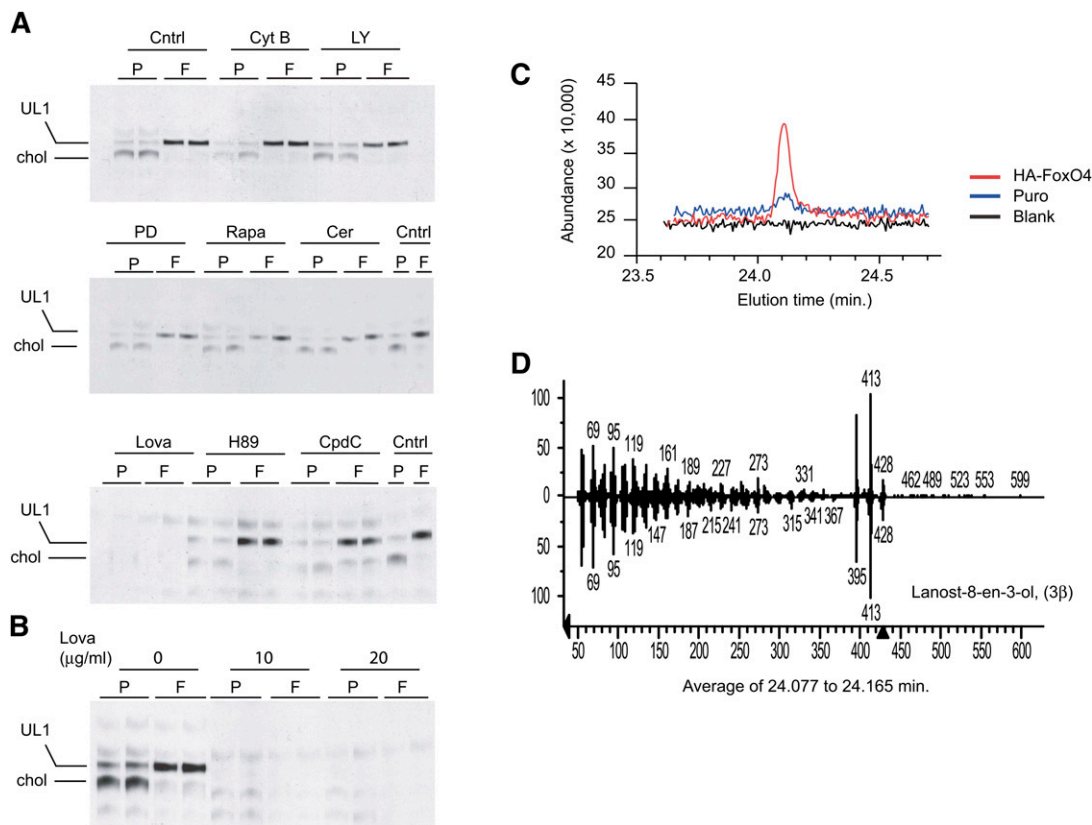 A
Cntrl Cyt B LY
P F P F P F
UL1
chol
PD Rapa Cer Cntrl
P F P F P F P F
UL1
chol
Lova H89 CpdC Cntrl
P F P F P F P F
UL1
chol
B
Lova
(μg/ml) 0 10 20
P F P F P F
UL1
chol
C
Abundance (x 10,000)
45
40
35
30
25
20
23.5 24.0 24.5
Elution time (min.)
HA-FoxO4
Puro
Blank
D
100
50
0
50
100
69 95 119 161 189 227 273 331 413 428 462 489 523 553 599
69 95 119 147 187 215 241 273 315 341 367 395 413 428
Lanost-8-en-3-ol, (3β)
50 100 150 200 250 300 350 400 450 500 550 600
Average of 24.077 to 24.165 min.